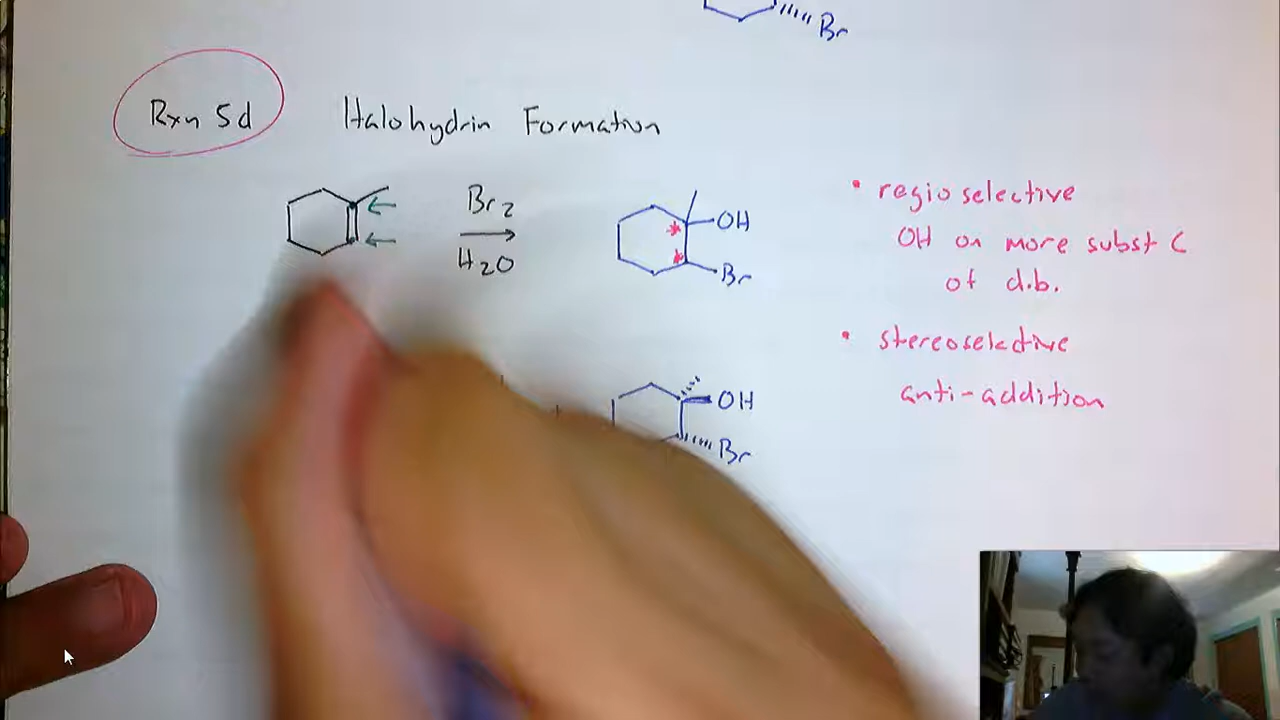 Br
Rxn 5d
Halohydrin Formation
Br2
H2O
OH
Br
• regioselective
OH on more subst C
of d.b.
• stereoselective
anti-addition
OH
Br